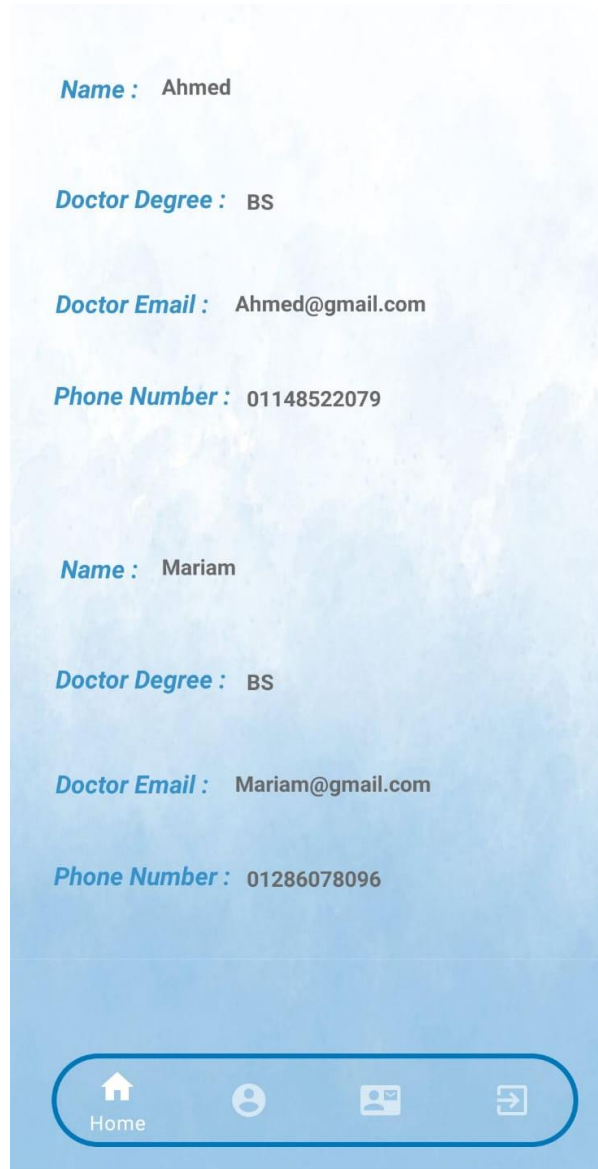 Name : Ahmed
Doctor Degree : BS
Doctor Email : Ahmed@gmail.com
Phone Number : 01148522079
Name : Mariam
Doctor Degree : BS
Doctor Email : Mariam@gmail.com
Phone Number : 01286078096
Home